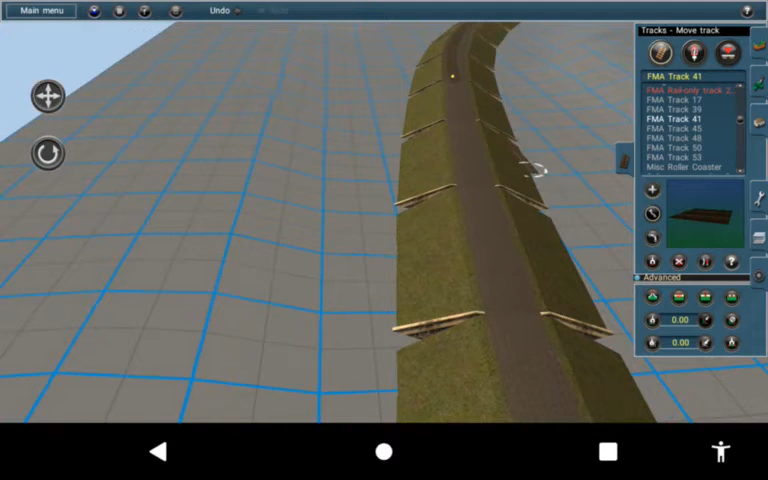 Main menu
Undo
?
Tracks - Move track
FMA Track 41
FMA Rail-only track 2...
FMA Track 17
FMA Track 39
FMA Track 41
FMA Track 45
FMA Track 48
FMA Track 50
FMA Track 53
Misc Roller Coaster
?
Advanced
0.00
0.00